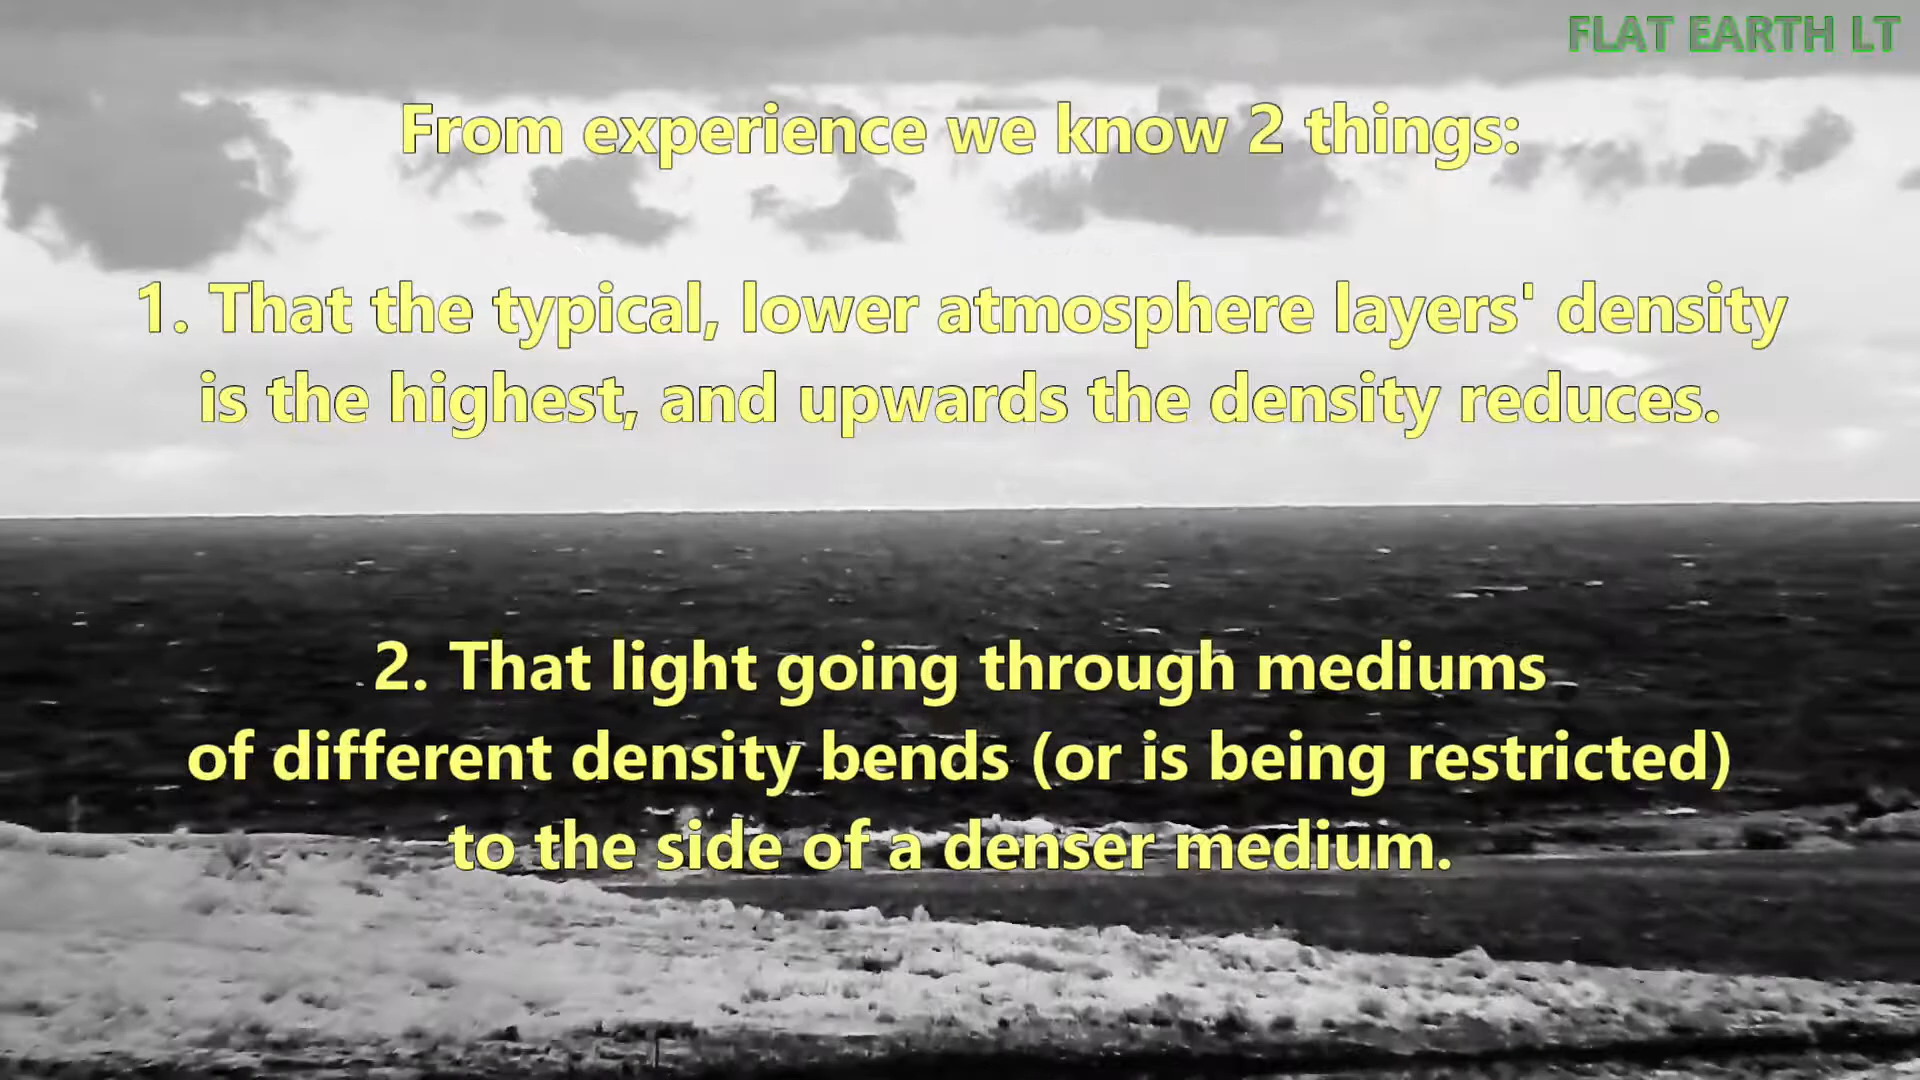 FLAT EARTH LT
From experience we know 2 things:
1. That the typical, lower atmosphere layers' density
is the highest, and upwards the density reduces.
2. That light going through mediums
of different density bends (or is being restricted)
to the side of a denser medium.